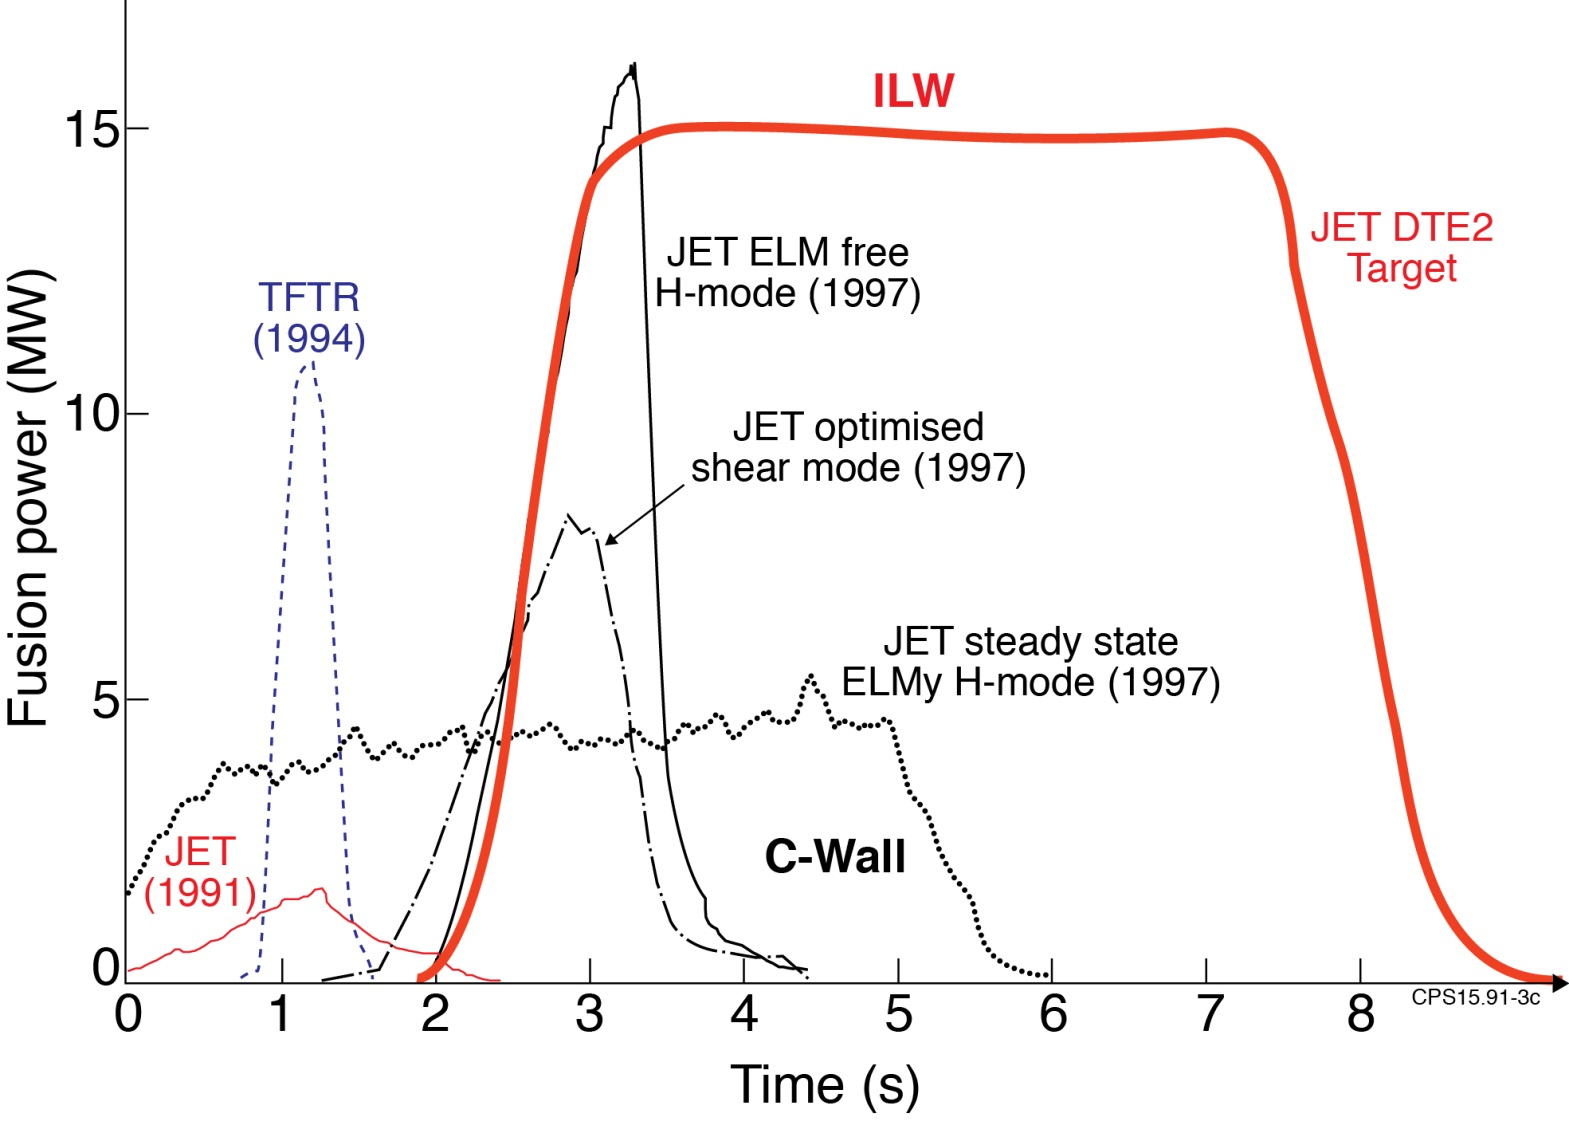 ILW
15
JET DTE2
Target
JET ELM free
H-mode (1997)
TFTR
(1994)
Fusion power (MW)
10
JET optimised
shear mode (1997)
JET steady state
ELMy H-mode (1997)
5
JET
(1991)
C-Wall
0
0 1 2 3 4 5 6 7 8
CPS15.91-3c
Time (s)